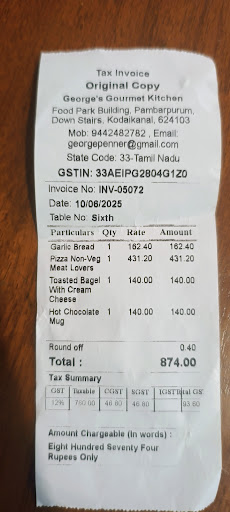 Tax Invoice
Original Copy
George's Gourmet Kitchen
Food Park Building, Pambarpurum,
Down Stairs, Kodaikanal, 624103
Mob: 9442482782 , Email:
georgepenner@gmail.com
State Code: 33-Tamil Nadu
GSTIN: 33AEIPG2804G1Z0
Invoice No: INV-05072
Date: 10/06/2025
Table No: Sixth
Particulars Qty Rate Amount
Garlic Bread 1 162.40 162.40
Pizza Non-Veg 1 431.20 431.20
Meat Lovers
Toasted Bagel 1 140.00 140.00
With Cream
Cheese
Hot Chocolate 1 140.00 140.00
Mug
Round off 0.40
Total : 874.00
Tax Summary
GST Taxable CGST SGST IGST tal GS
12% 780.00 46.80 46.80 93.60
Amount Chargeable (In words) :
Eight Hundred Seventy Four
Rupees Only